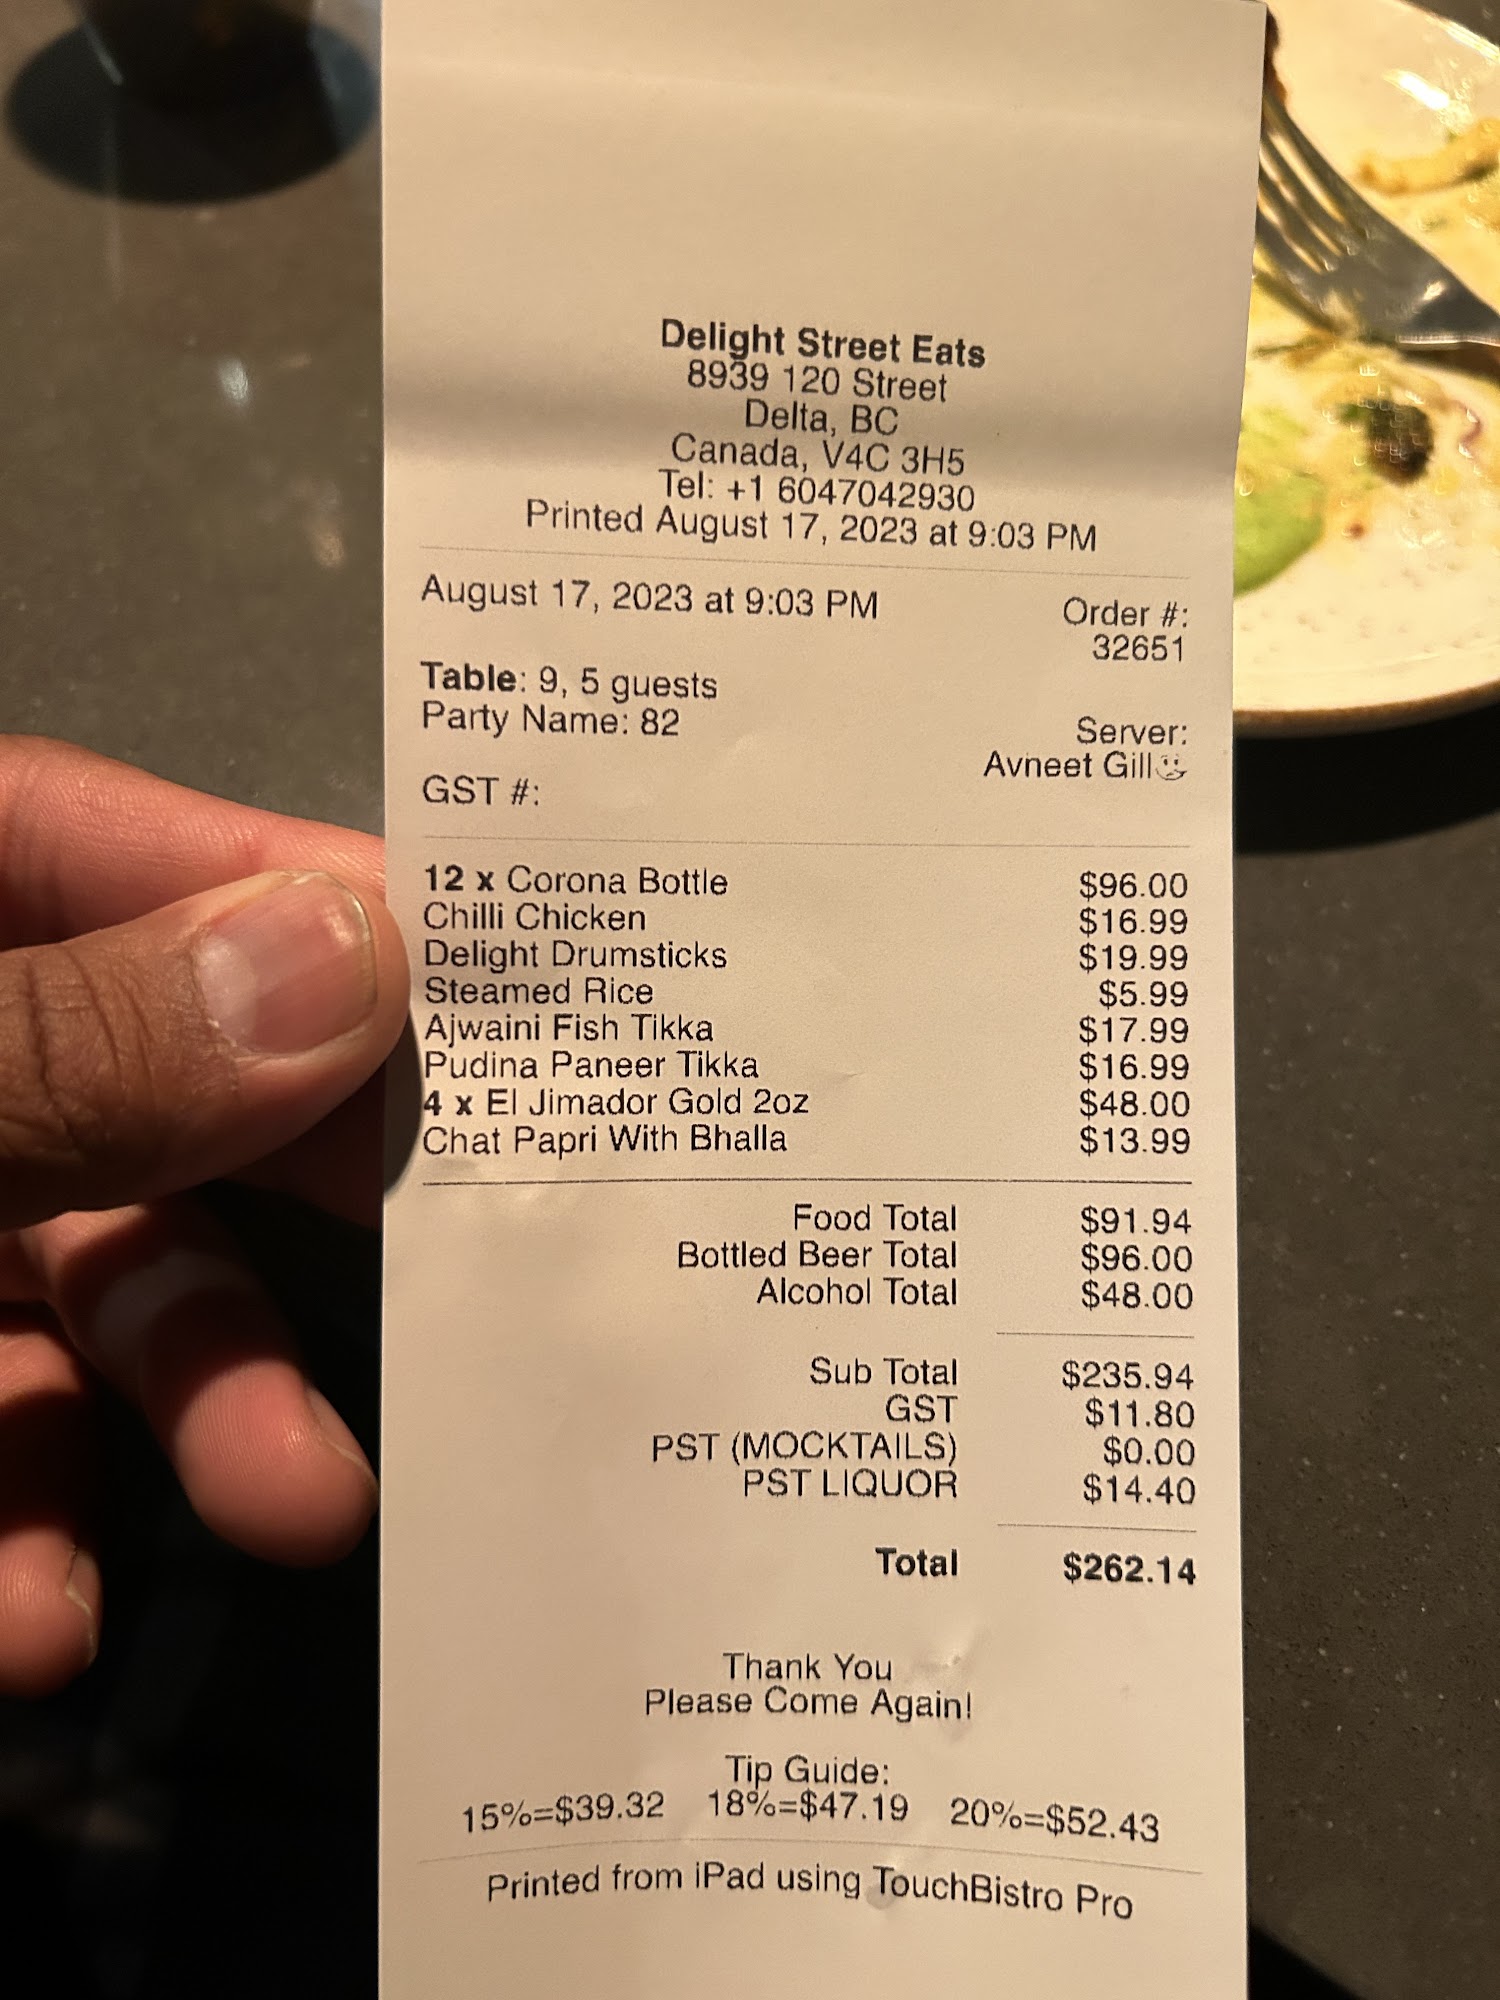 Delight Street Eats
8939 120 Street
Delta, BC
Canada, V4C 3H5
Tel: +1 6047042930
Printed August 17, 2023 at 9:03 PM
August 17, 2023 at 9:03 PM
Order #:
32651
Table: 9, 5 guests
Party Name: 82
Server:
Avneet Gill
GST #:
12 x Corona Bottle $96.00
Chilli Chicken $16.99
Delight Drumsticks $19.99
Steamed Rice $5.99
Ajwaini Fish Tikka $17.99
Pudina Paneer Tikka $16.99
4 x El Jimador Gold 2oz $48.00
Chat Papri With Bhalla $13.99
Food Total $91.94
Bottled Beer Total $96.00
Alcohol Total $48.00
Sub Total $235.94
GST $11.80
PST (MOCKTAILS) $0.00
PST LIQUOR $14.40
Total $262.14
Thank You
Please Come Again!
Tip Guide:
15%=$39.32 18%=$47.19 20%=$52.43
Printed from iPad using TouchBistro Pro